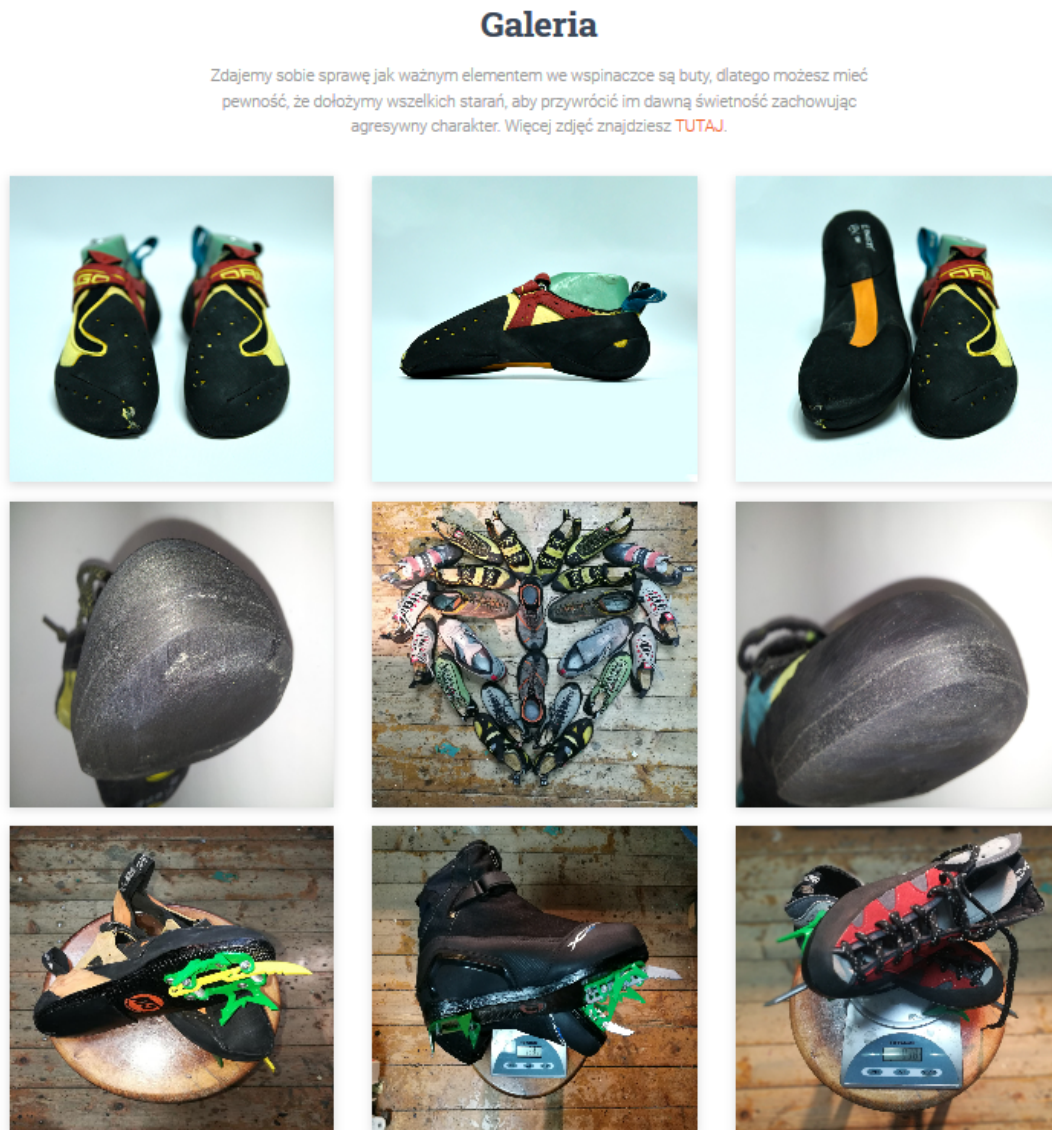 Galeria
Zdajemy sobie sprawę jak ważnym elementem we wspinaczce są buty, dlatego możesz mieć
pewność, że dołożymy wszelkich starań, aby przywrócić im dawną świetność zachowując
agresywny charakter. Więcej zdjęć znajdziesz TUTAJ.